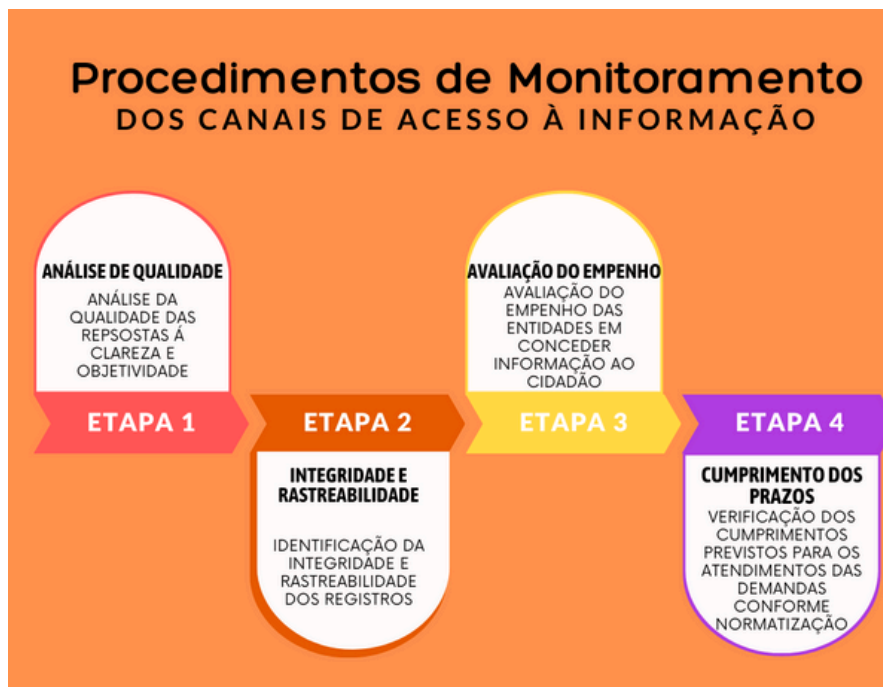 Procedimentos de Monitoramento
DOS CANAIS DE ACESSO À INFORMAÇÃO
ANÁLISE DE QUALIDADE
ANÁLISE DA
QUALIDADE DAS
REPSOSTAS Á
CLAREZA E
OBJETIVIDADE
ETAPA 1
ETAPA 2
INTEGRIDADE E
RASTREABILIDADE
IDENTIFICAÇÃO DA
INTEGRIDADE E
RASTREABILIDADE
DOS REGISTROS
AVALIAÇÃO DO EMPENHO
AVALIAÇÃO DO
EMPENHO DAS
ENTIDADES EM
CONCEDER
INFORMAÇÃO AO
CIDADÃO
ETAPA 3
ETAPA 4
CUMPRIMENTO DOS
PRAZOS
VERIFICAÇÃO DOS
CUMPRIMENTOS
PREVISTOS PARA OS
ATENDIMENTOS DAS
DEMANDAS
CONFORME
NORMATIZAÇÃO